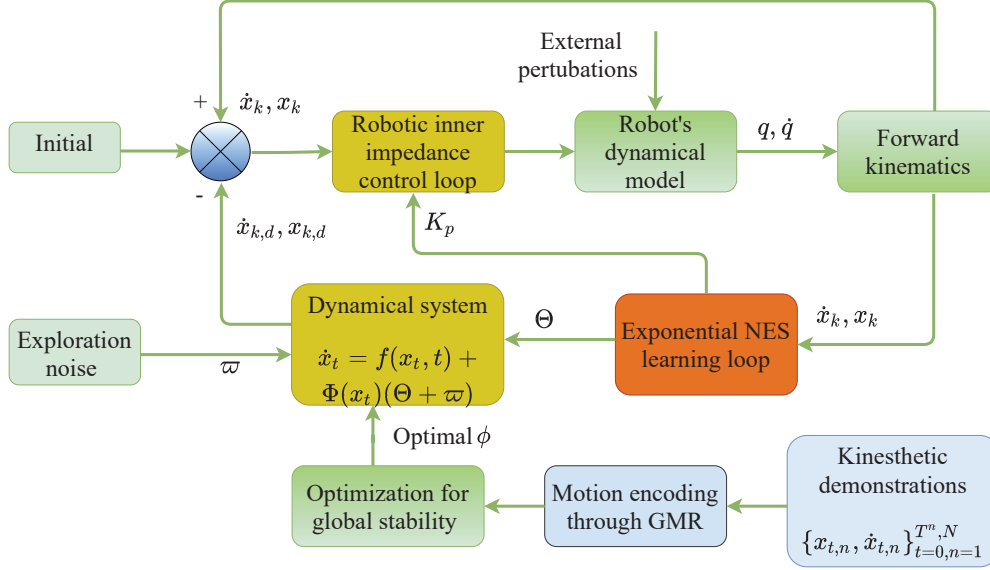 External
pertubations
+
ẋ_k, x_k
Initial
Robotic inner
impedance
control loop
Robot's
dynamical
model
q, q̇
Forward
kinematics
-
ẋ_{k,d}, x_{k,d}
K_p
Dynamical system
ẋ_t = f(x_t, t) +
Φ(x_t)(Θ + ϖ)
Θ
Exponential NES
learning loop
ẋ_k, x_k
Exploration
noise
ϖ
Optimal ϕ
Optimization for
global stability
Motion encoding
through GMR
Kinesthetic
demonstrations
{x_{t,n}, ẋ_{t,n}}_{t=0,n=1}^{T^n,N}